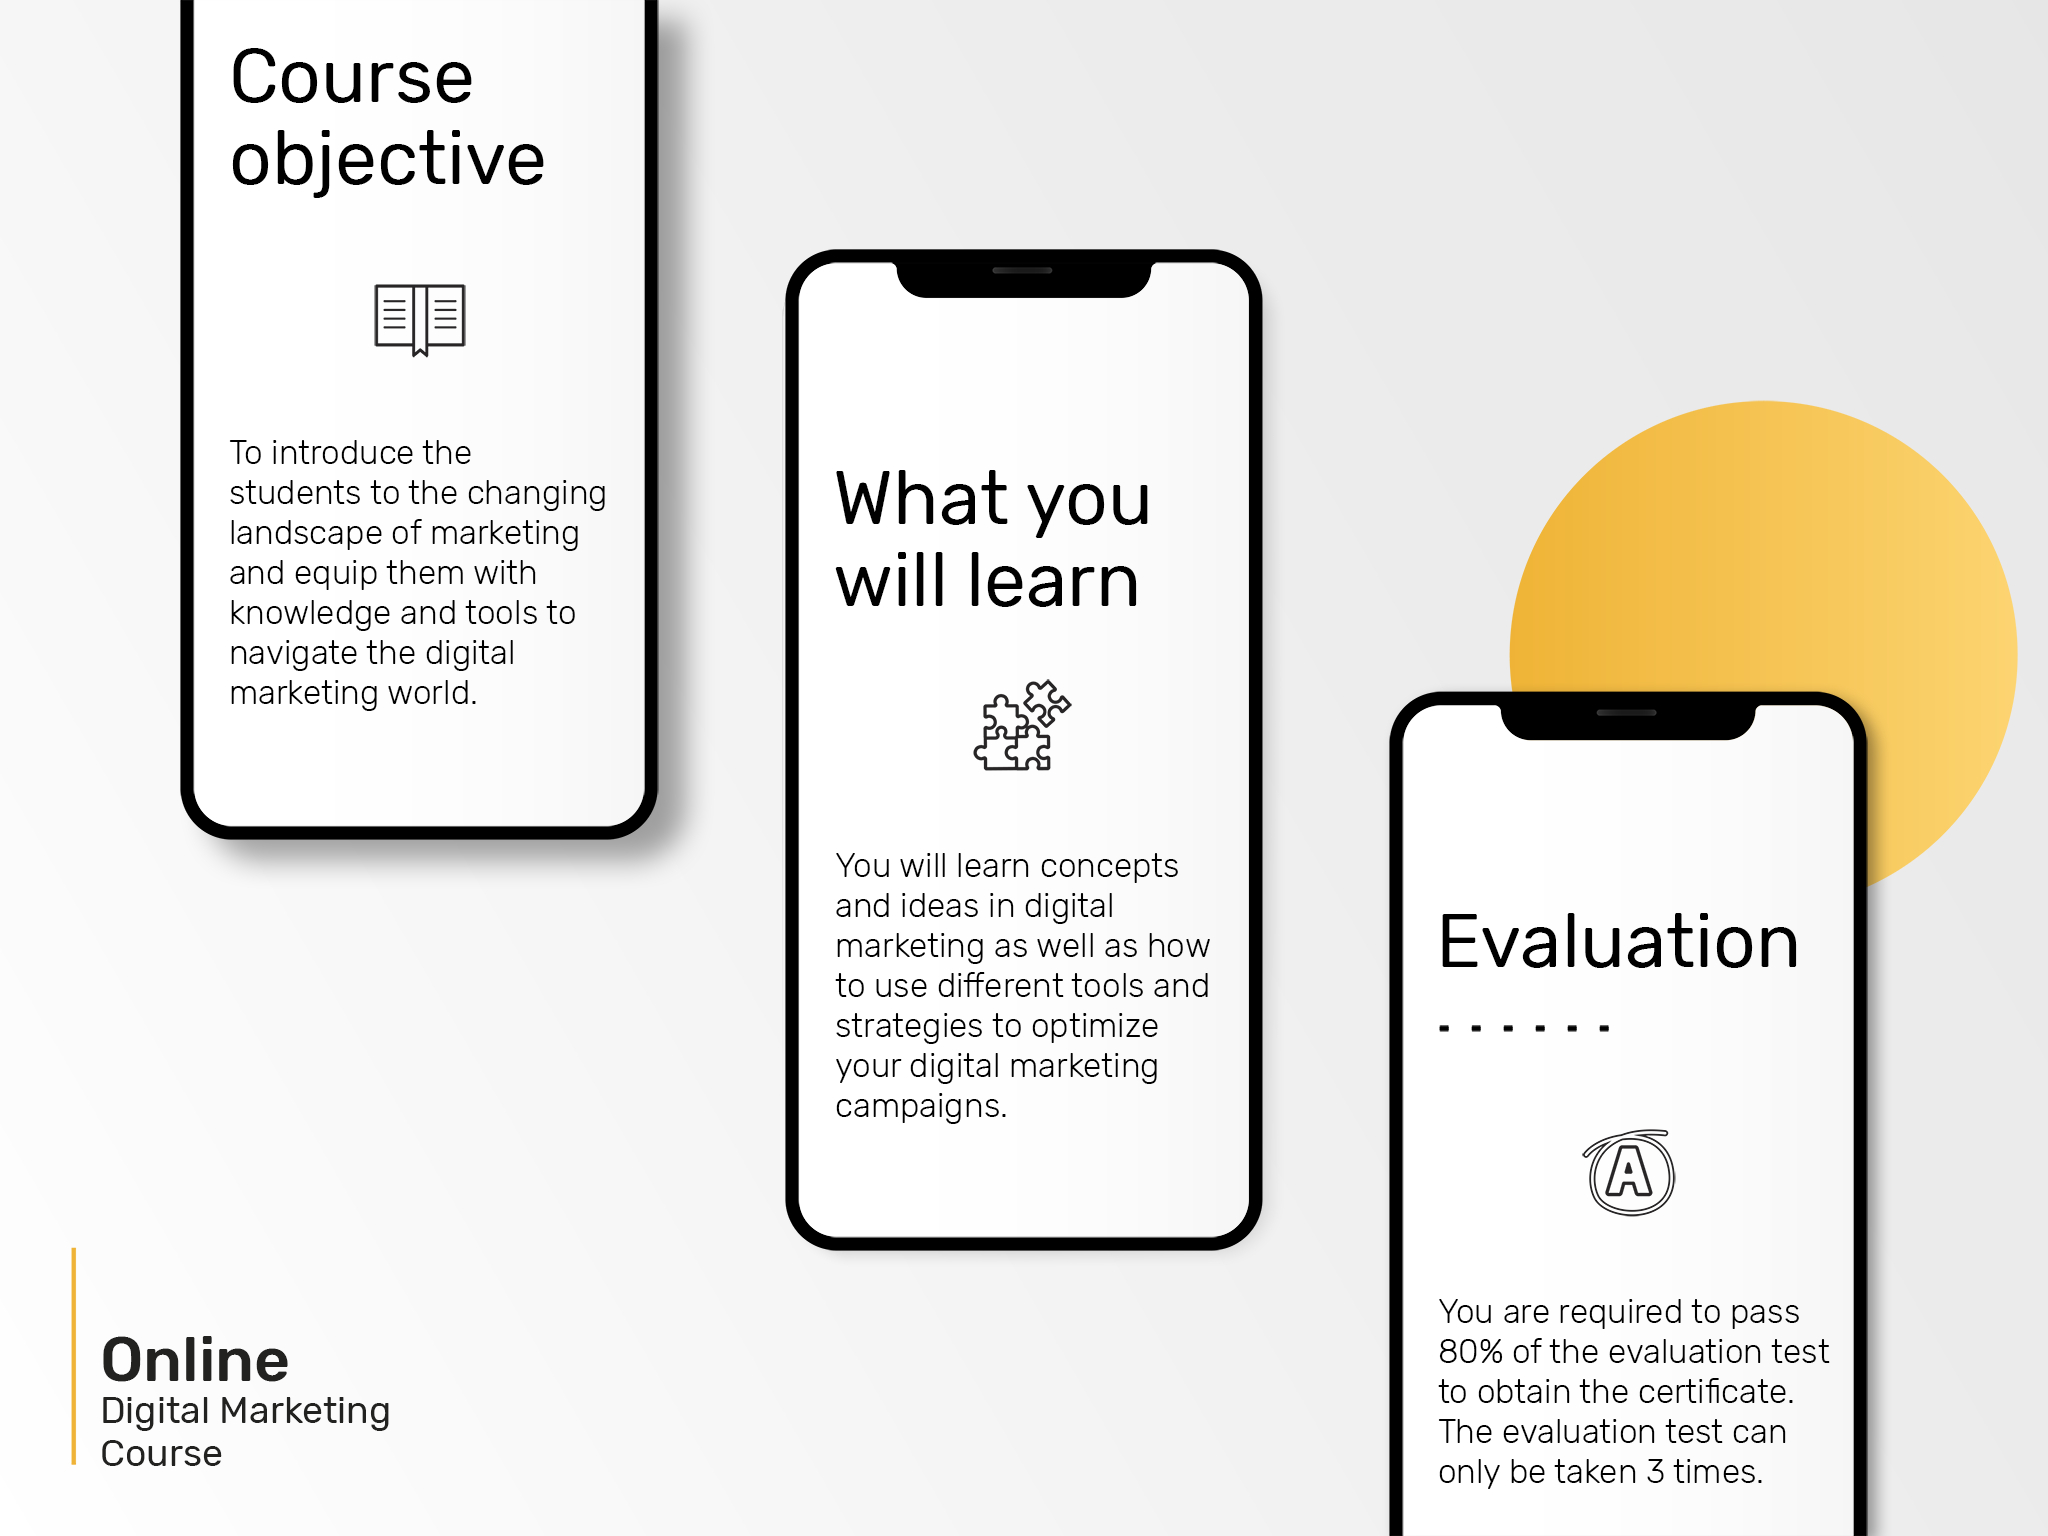 Course
objective
To introduce the
students to the changing
landscape of marketing
and equip them with
knowledge and tools to
navigate the digital
marketing world.
What you
will learn
You will learn concepts
and ideas in digital
marketing as well as how
to use different tools and
strategies to optimize
your digital marketing
campaigns.
Evaluation
- - - - - -
A
You are required to pass
80% of the evaluation test
to obtain the certificate.
The evaluation test can
only be taken 3 times.
Online
Digital Marketing
Course